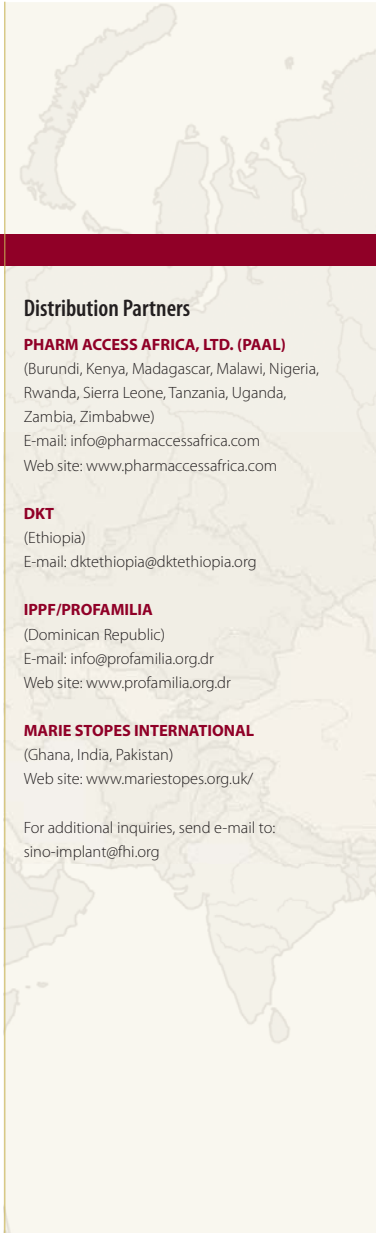 Distribution Partners
PHARM ACCESS AFRICA, LTD. (PAAL)
(Burundi, Kenya, Madagascar, Malawi, Nigeria,
Rwanda, Sierra Leone, Tanzania, Uganda,
Zambia, Zimbabwe)
E-mail: info@pharmaccessafrica.com
Web site: www.pharmaccessafrica.com
DKT
(Ethiopia)
E-mail: dktethiopia@dktethiopia.org
IPPF/PROFAMILIA
(Dominican Republic)
E-mail: info@profamilia.org.dr
Web site: www.profamilia.org.dr
MARIE STOPES INTERNATIONAL
(Ghana, India, Pakistan)
Web site: www.mariestopes.org.uk/
For additional inquiries, send e-mail to:
sino-implant@fhi.org